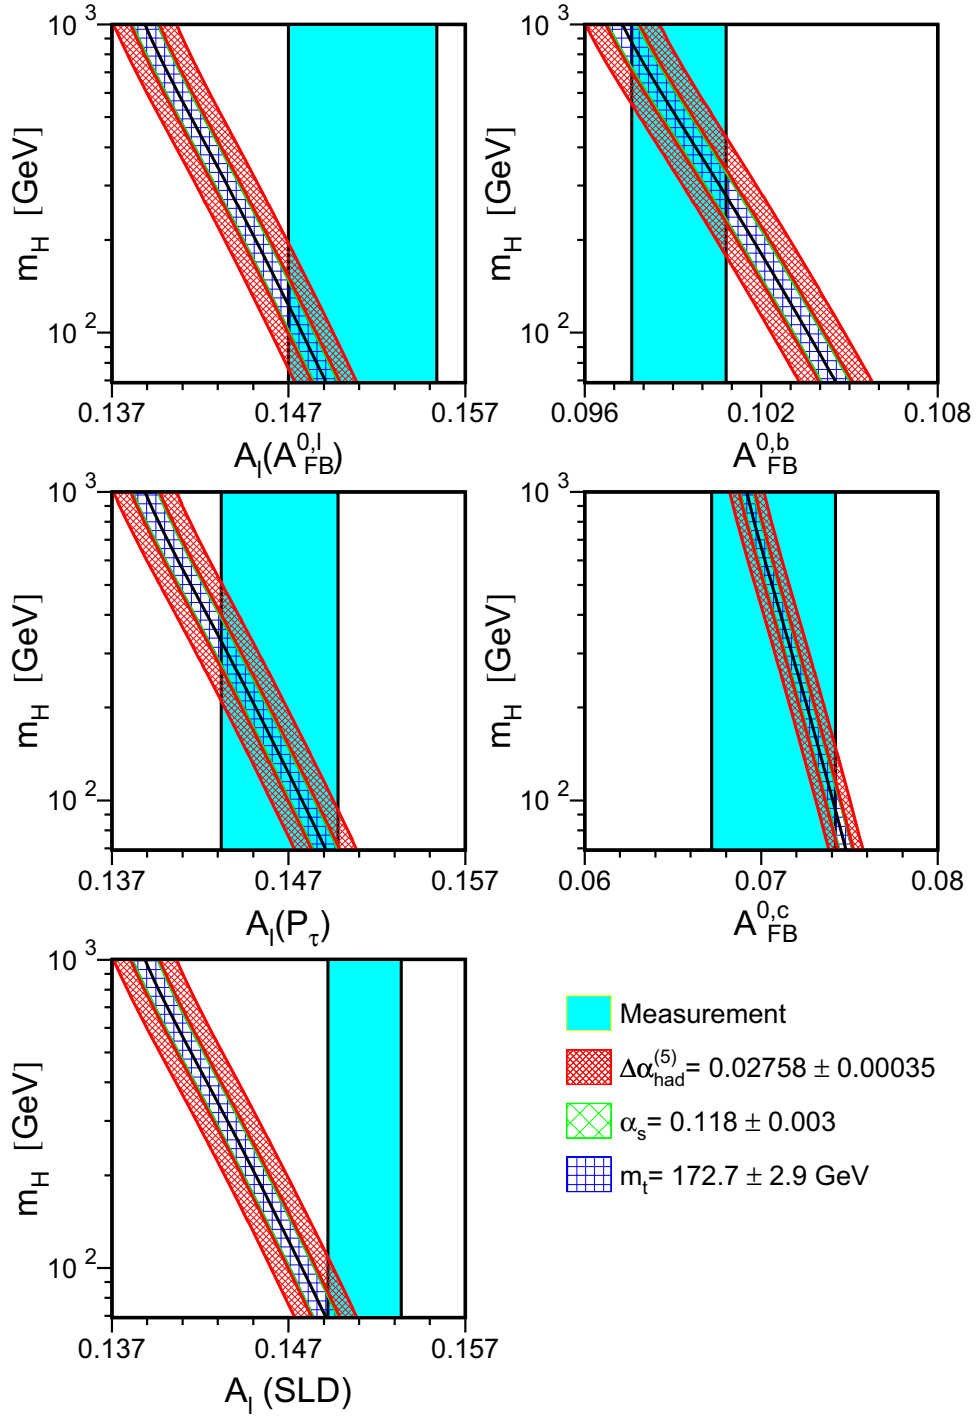 10 3
10 2
m_H [GeV]
0.137 0.147 0.157
A_l(A^{0,l}_{FB})
10 3
10 2
m_H [GeV]
0.096 0.102 0.108
A^{0,b}_{FB}
10 3
10 2
m_H [GeV]
0.137 0.147 0.157
A_l(P_τ)
10 3
10 2
m_H [GeV]
0.06 0.07 0.08
A^{0,c}_{FB}
10 3
10 2
m_H [GeV]
0.137 0.147 0.157
A_l (SLD)
Measurement
Δα^{(5)}_{had}= 0.02758 ± 0.00035
α_s= 0.118 ± 0.003
m_t= 172.7 ± 2.9 GeV